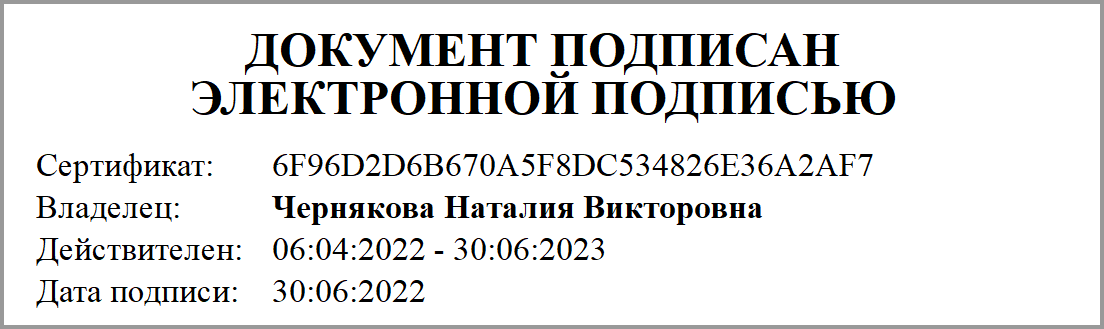 ДОКУМЕНТ ПОДПИСАН
ЭЛЕКТРОННОЙ ПОДПИСЬЮ
Сертификат: 6F96D2D6B670A5F8DC534826E36A2AF7
Владелец: Чернякова Наталия Викторовна
Действителен: 06:04:2022 - 30:06:2023
Дата подписи: 30:06:2022